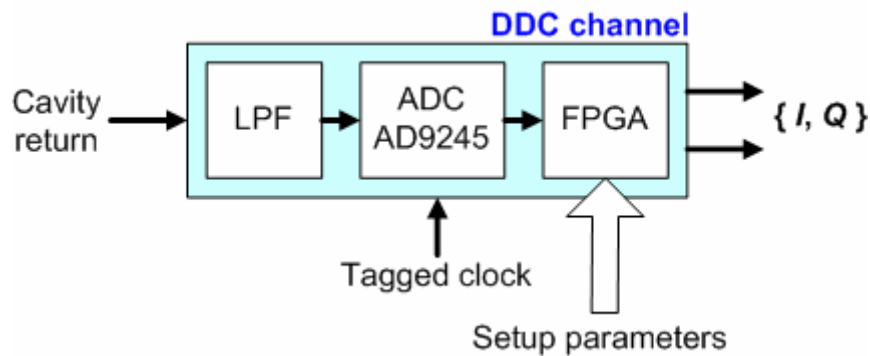 DDC channel
Cavity
return
LPF
ADC
AD9245
FPGA
{ I, Q }
Tagged clock
Setup parameters